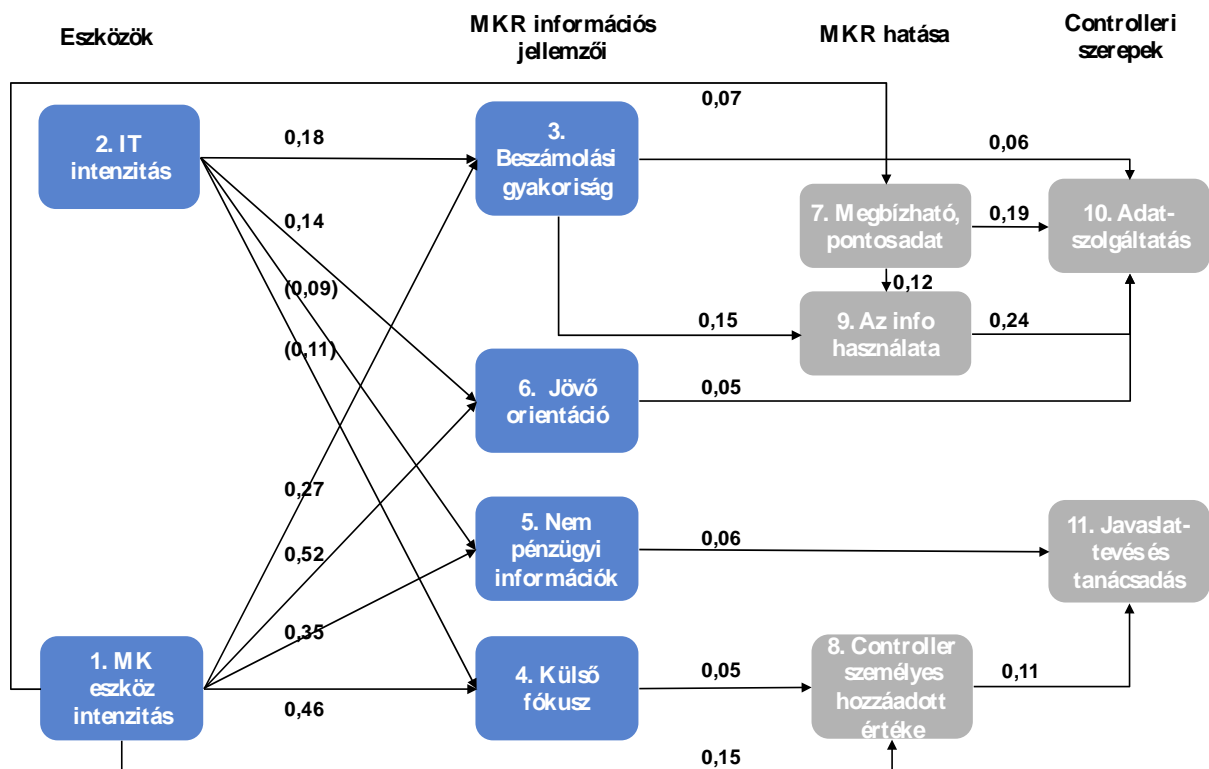 Eszközök
MKR információs
jellemzői
MKR hatása
Controlleri
szerepek
0,07
2. IT
intenzitás
0,18
3.
Beszámolási
gyakoriság
0,06
7. Megbízható,
pontosadat
0,19
10. Adat-
szolgáltatás
0,14
(0,09)
0,12
(0,11)
0,15
9. Az info
használata
0,24
6. Jövő
orientáció
0,05
0,27
5. Nem
pénzügyi
információk
0,06
11. Javaslat-
tevés és
tanácsadás
0,52
0,35
1. MK
eszköz
intenzitás
0,46
4. Külső
fókusz
0,05
8. Controller
személyes
hozzáadott
értéke
0,11
0,15